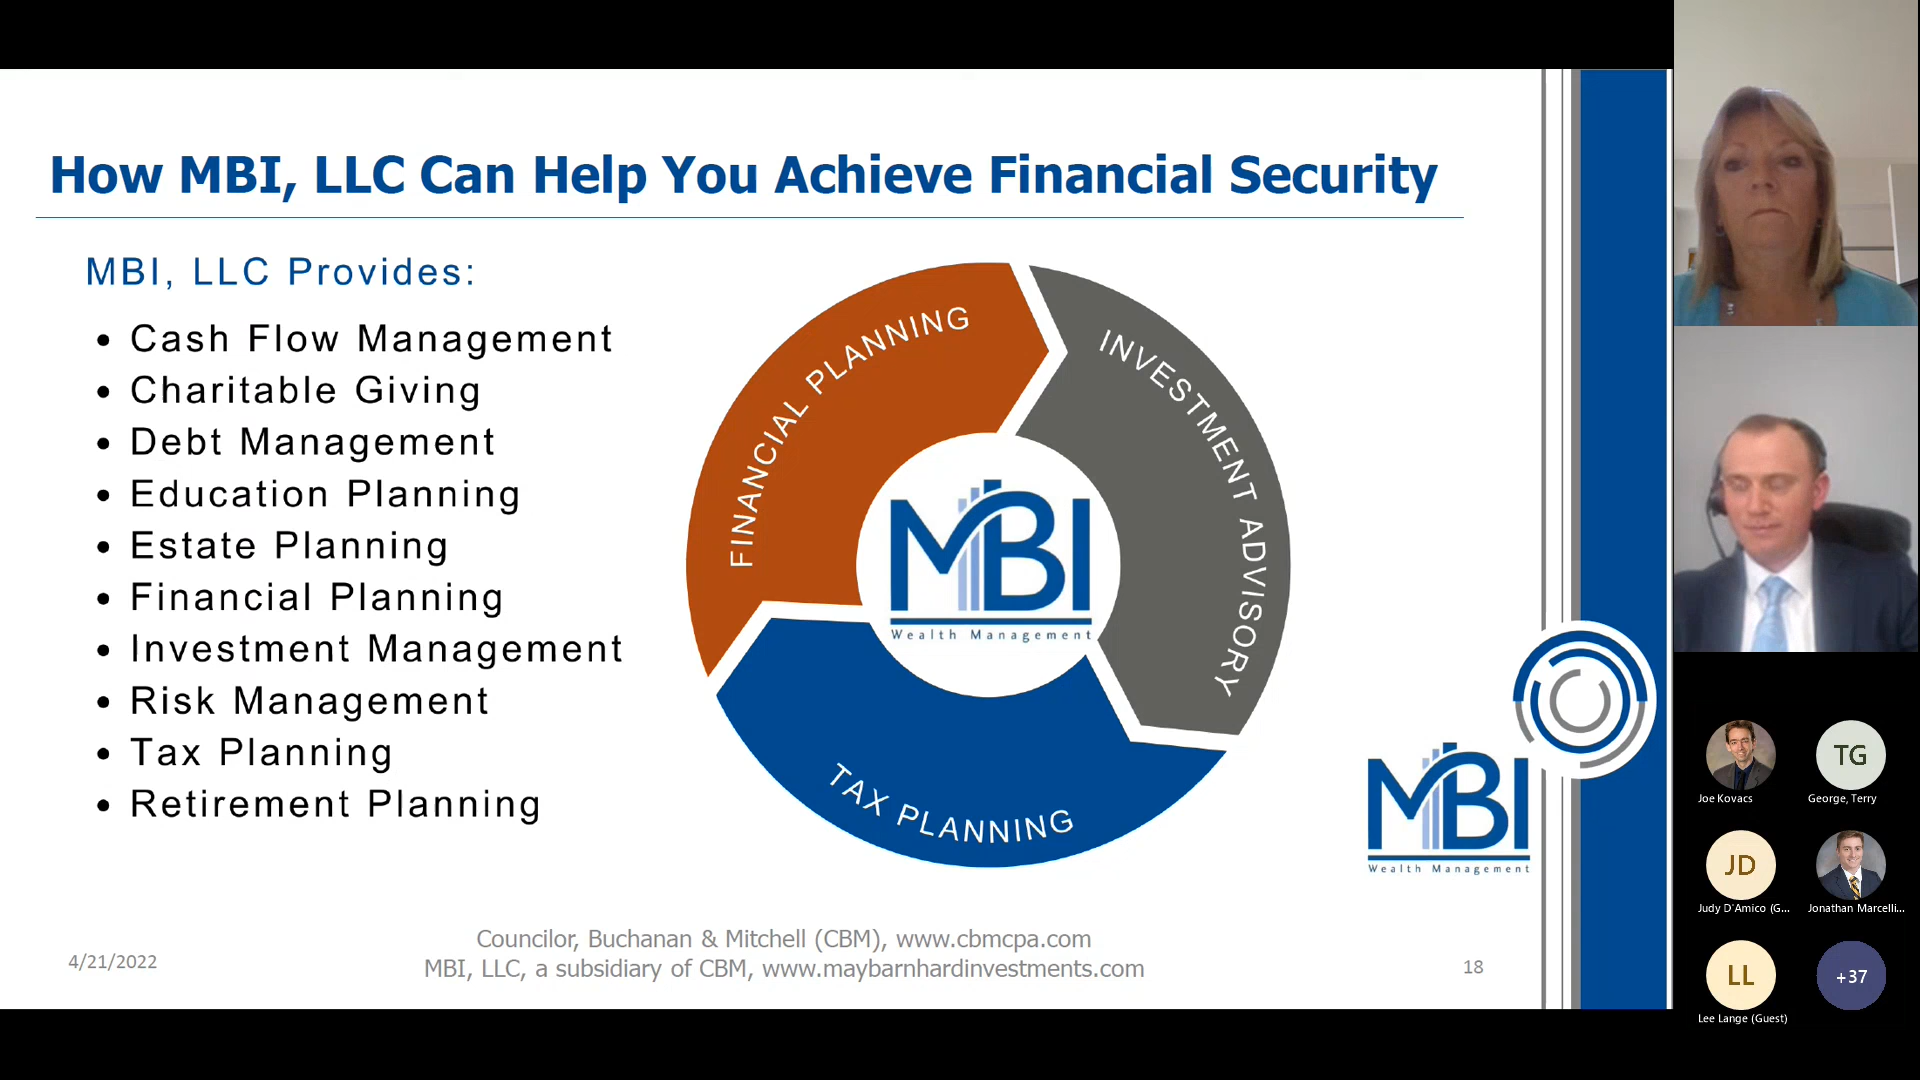 How MBI, LLC Can Help You Achieve Financial Security
MBI, LLC Provides:
• Cash Flow Management
• Charitable Giving
• Debt Management
• Education Planning
• Estate Planning
• Financial Planning
• Investment Management
• Risk Management
• Tax Planning
• Retirement Planning
FINANCIAL PLANNING
INVESTMENT ADVISORY
TAX PLANNING
MBI
Wealth Management
MBI
Wealth Management
Councilor, Buchanan & Mitchell (CBM), www.cbmcpa.com
MBI, LLC, a subsidiary of CBM, www.maybarnhardinvestments.com
4/21/2022
18
Joe Kovacs
TG
George, Terry
JD
Judy D'Amico (G...
Jonathan Marcelli...
LL
Lee Lange (Guest)
+37